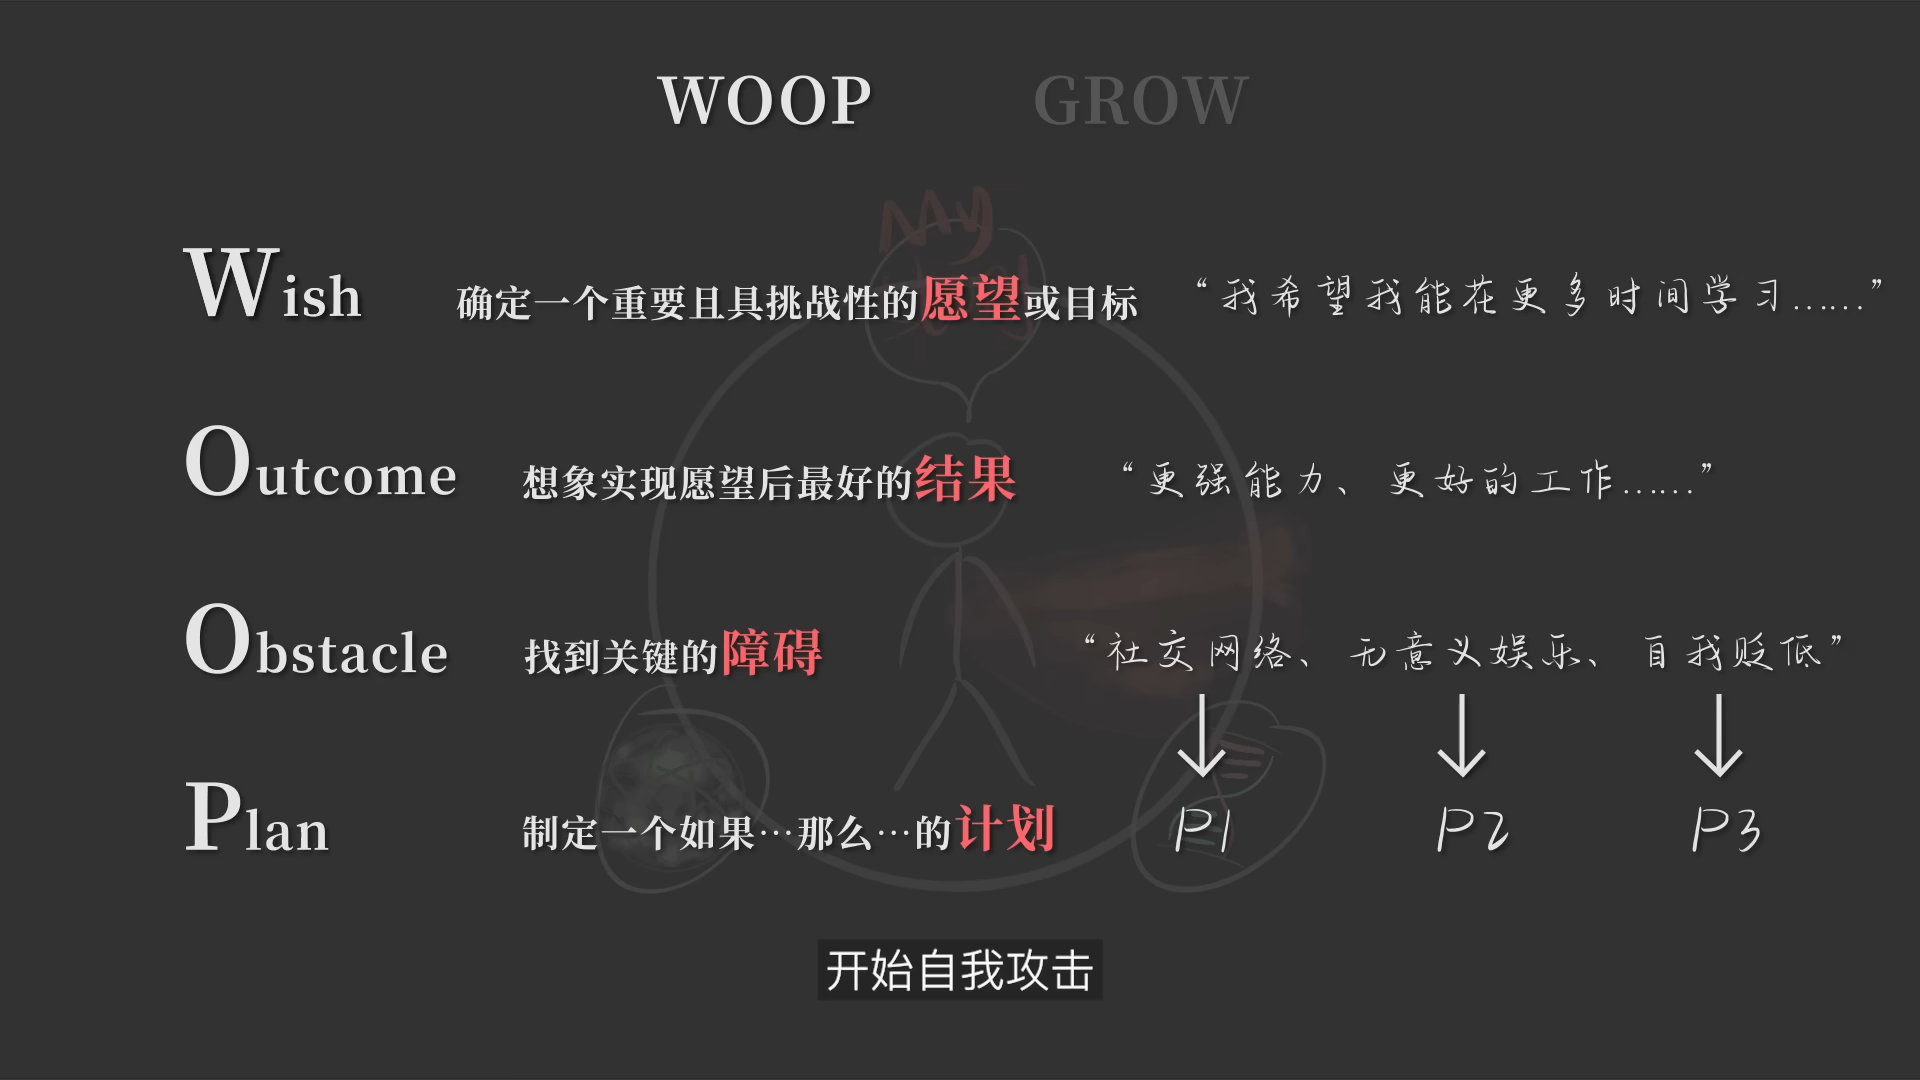 WOOP GROW
My
Wish 确定一个重要且具挑战性的愿望或目标 “我希望我能在更多时间学习……”
Outcome 想象实现愿望后最好的结果 “更强能力、更好的工作……”
Obstacle 找到关键的障碍 “社交网络、无意义娱乐、自我贬低”
Plan 制定一个如果…那么…的计划 P1 P2 P3
开始自我攻击